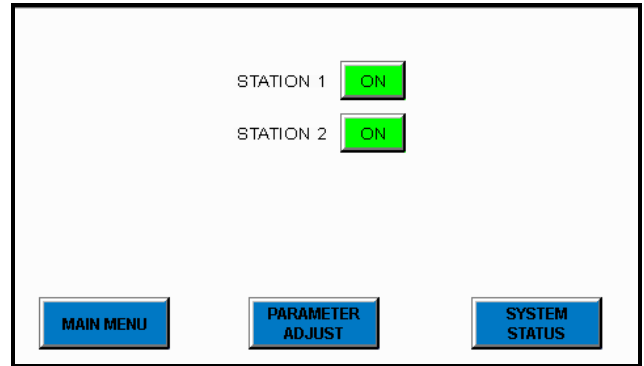 STATION 1 ON
STATION 2 ON
MAIN MENU
PARAMETER
ADJUST
SYSTEM
STATUS